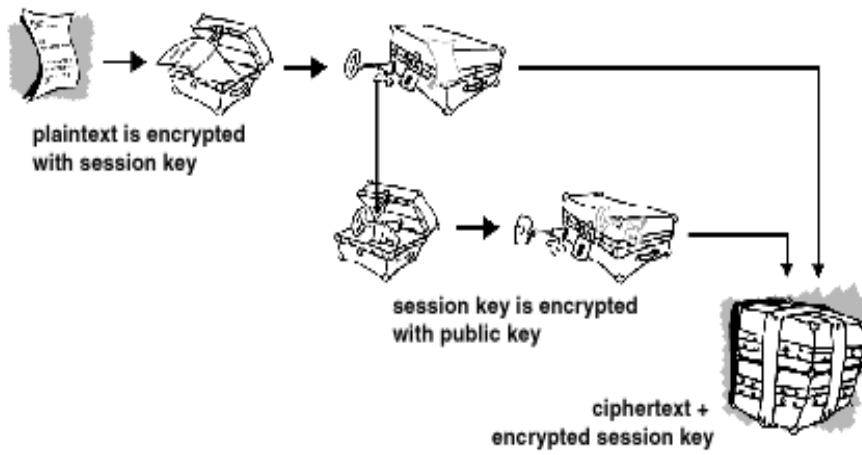 plaintext is encrypted
with session key
session key is encrypted
with public key
ciphertext +
encrypted session key